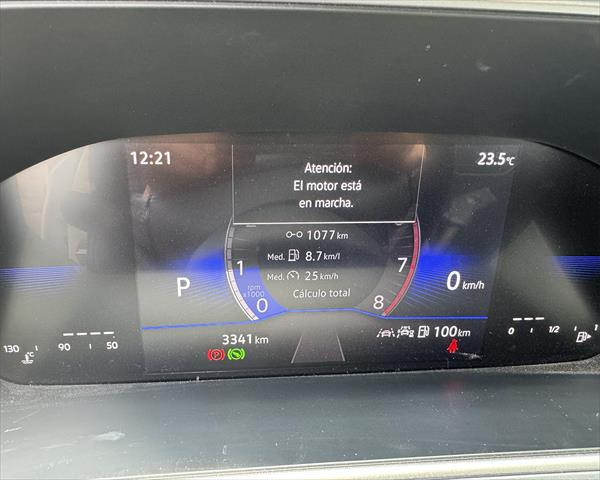 12:21
23.5°C
Atención:
El motor está
en marcha.
1077 km
Med. 8.7 km/l
Med. 25 km/h
Cálculo total
P
1
rpm
x1000
0
7
8
0 km/h
3341 km
100 km
130 90 50
0 1/2 1
P